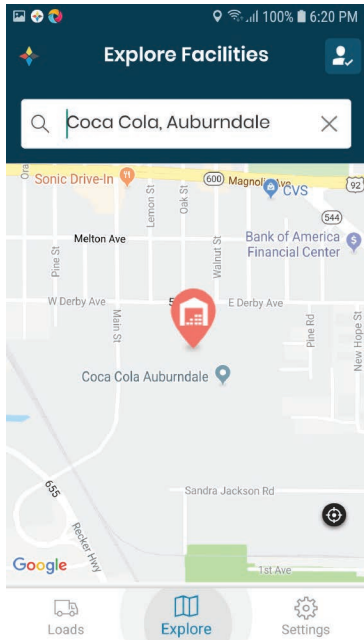 100% 6:20 PM
Explore Facilities
Coca Cola, Auburndale
Sonic Drive-In
600
Magnol
Ave
CVS
92
544
Lemon St
Oak St
Melton Ave
Walnut St
Bank of America
Financial Center
Pine St
W Derby Ave
5
E Derby Ave
Main St
Pine Rd
New Hope St
Coca Cola Auburndale
655
Sandra Jackson Rd
Recker Hwy
Google
1st Ave
Loads
Explore
Settings